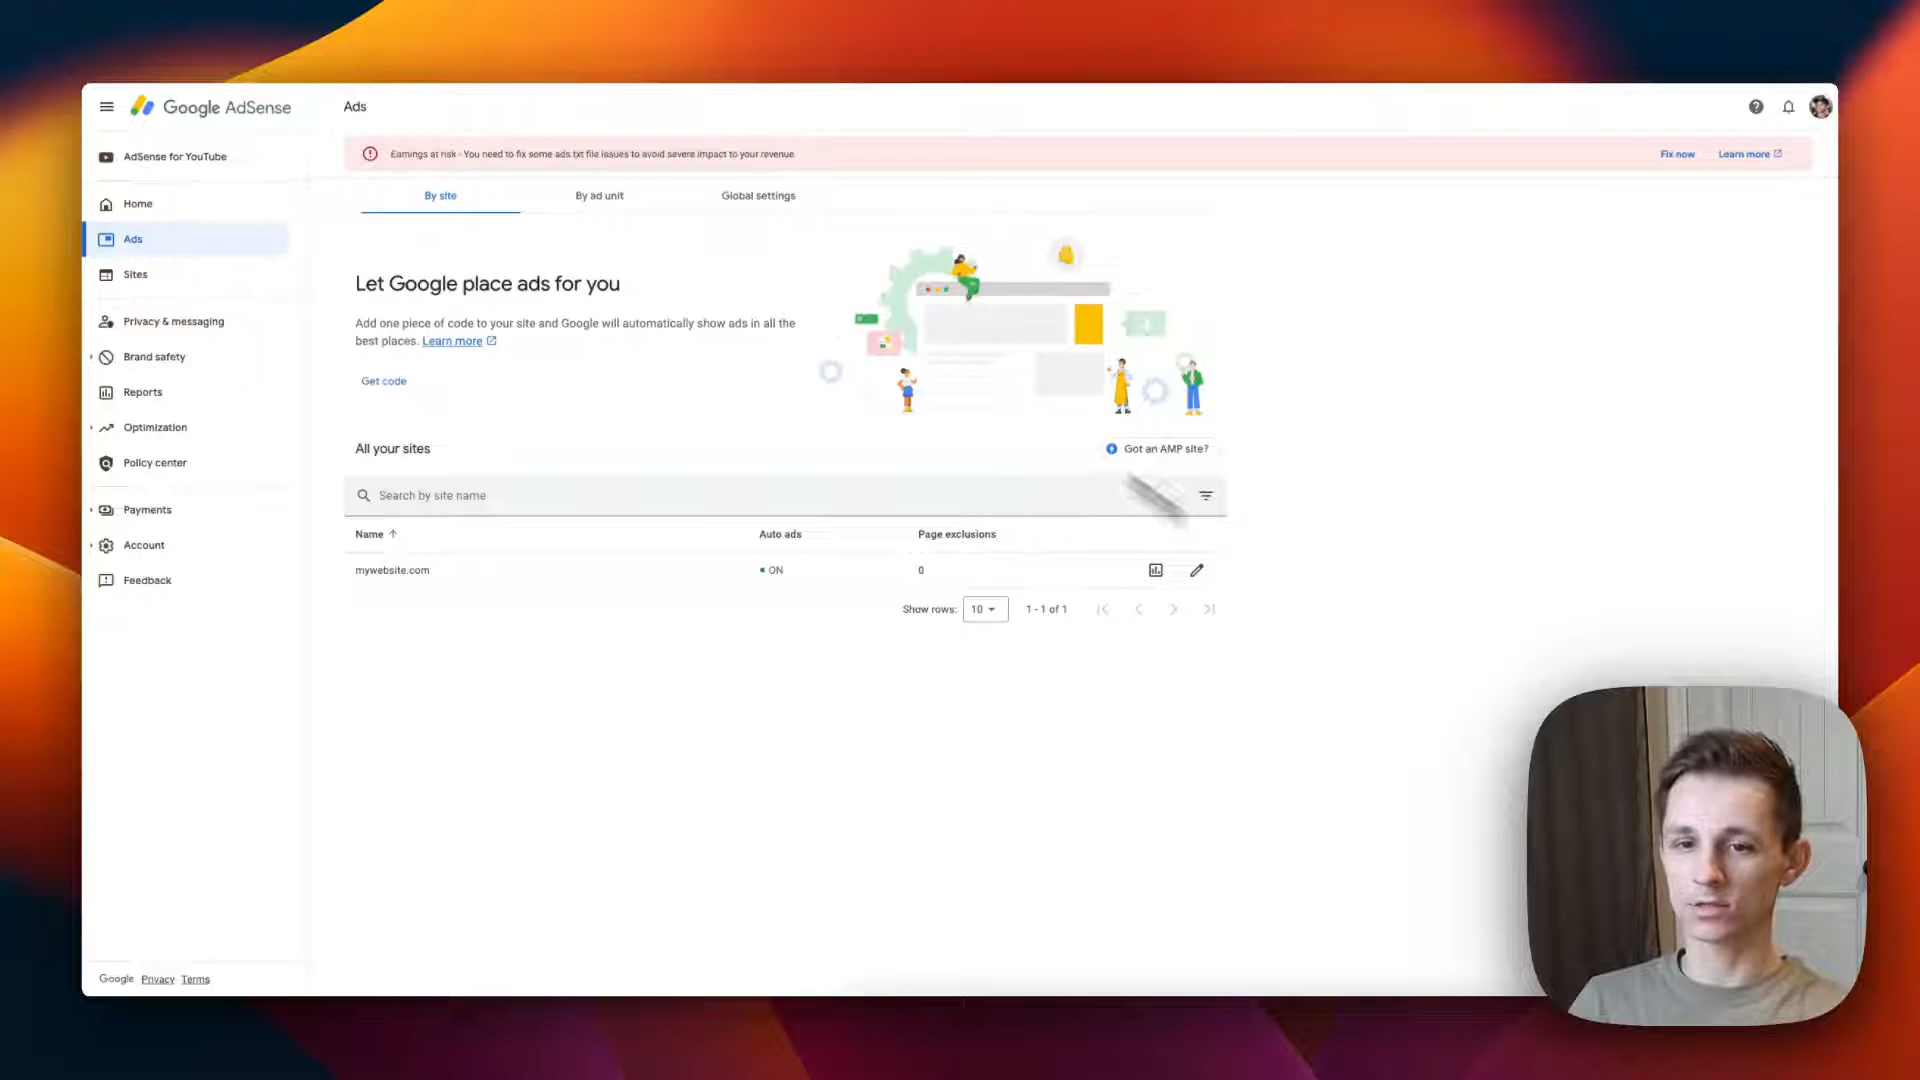 Google AdSense
Ads
AdSense for YouTube
Earnings at risk - You need to fix some ads.txt file issues to avoid severe impact to your revenue.
Fix now
Learn more
By site
By ad unit
Global settings
Home
Ads
Sites
Privacy & messaging
Brand safety
Reports
Optimization
Policy center
Payments
Account
Feedback
Let Google place ads for you
Add one piece of code to your site and Google will automatically show ads in all the
best places. Learn more
Get code
All your sites
Got an AMP site?
Search by site name
Name
Auto ads
Page exclusions
mywebsite.com
ON
0
Show rows:
10
1 - 1 of 1
Google Privacy Terms